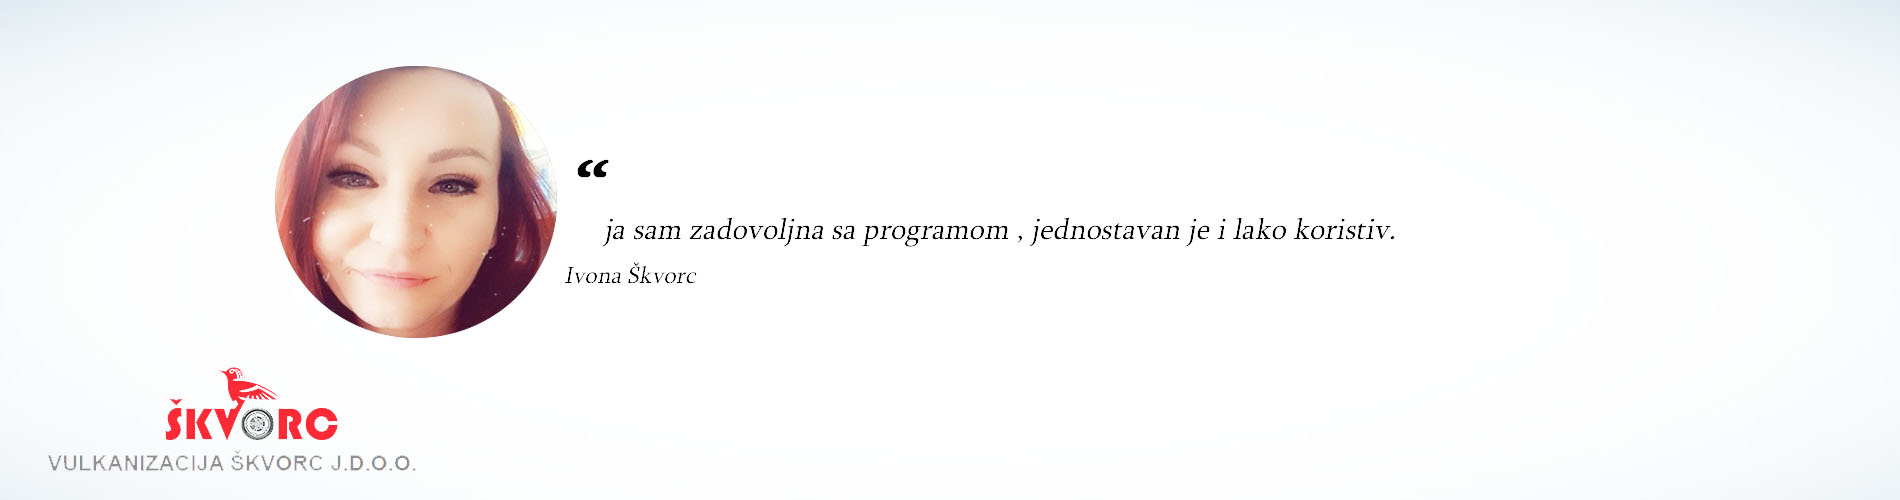 “
ja sam zadovoljna sa programom , jednostavan je i lako koristiv.
Ivona Škvorc
ŠKVORC
VULKANIZACIJA ŠKVORC J.D.O.O.